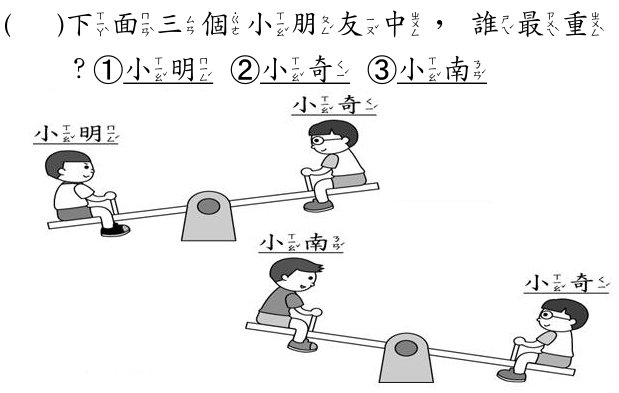 (　)下面三個小朋友中，誰最重
?①小明 ②小奇 ③小南
小奇
小明
小南
小奇